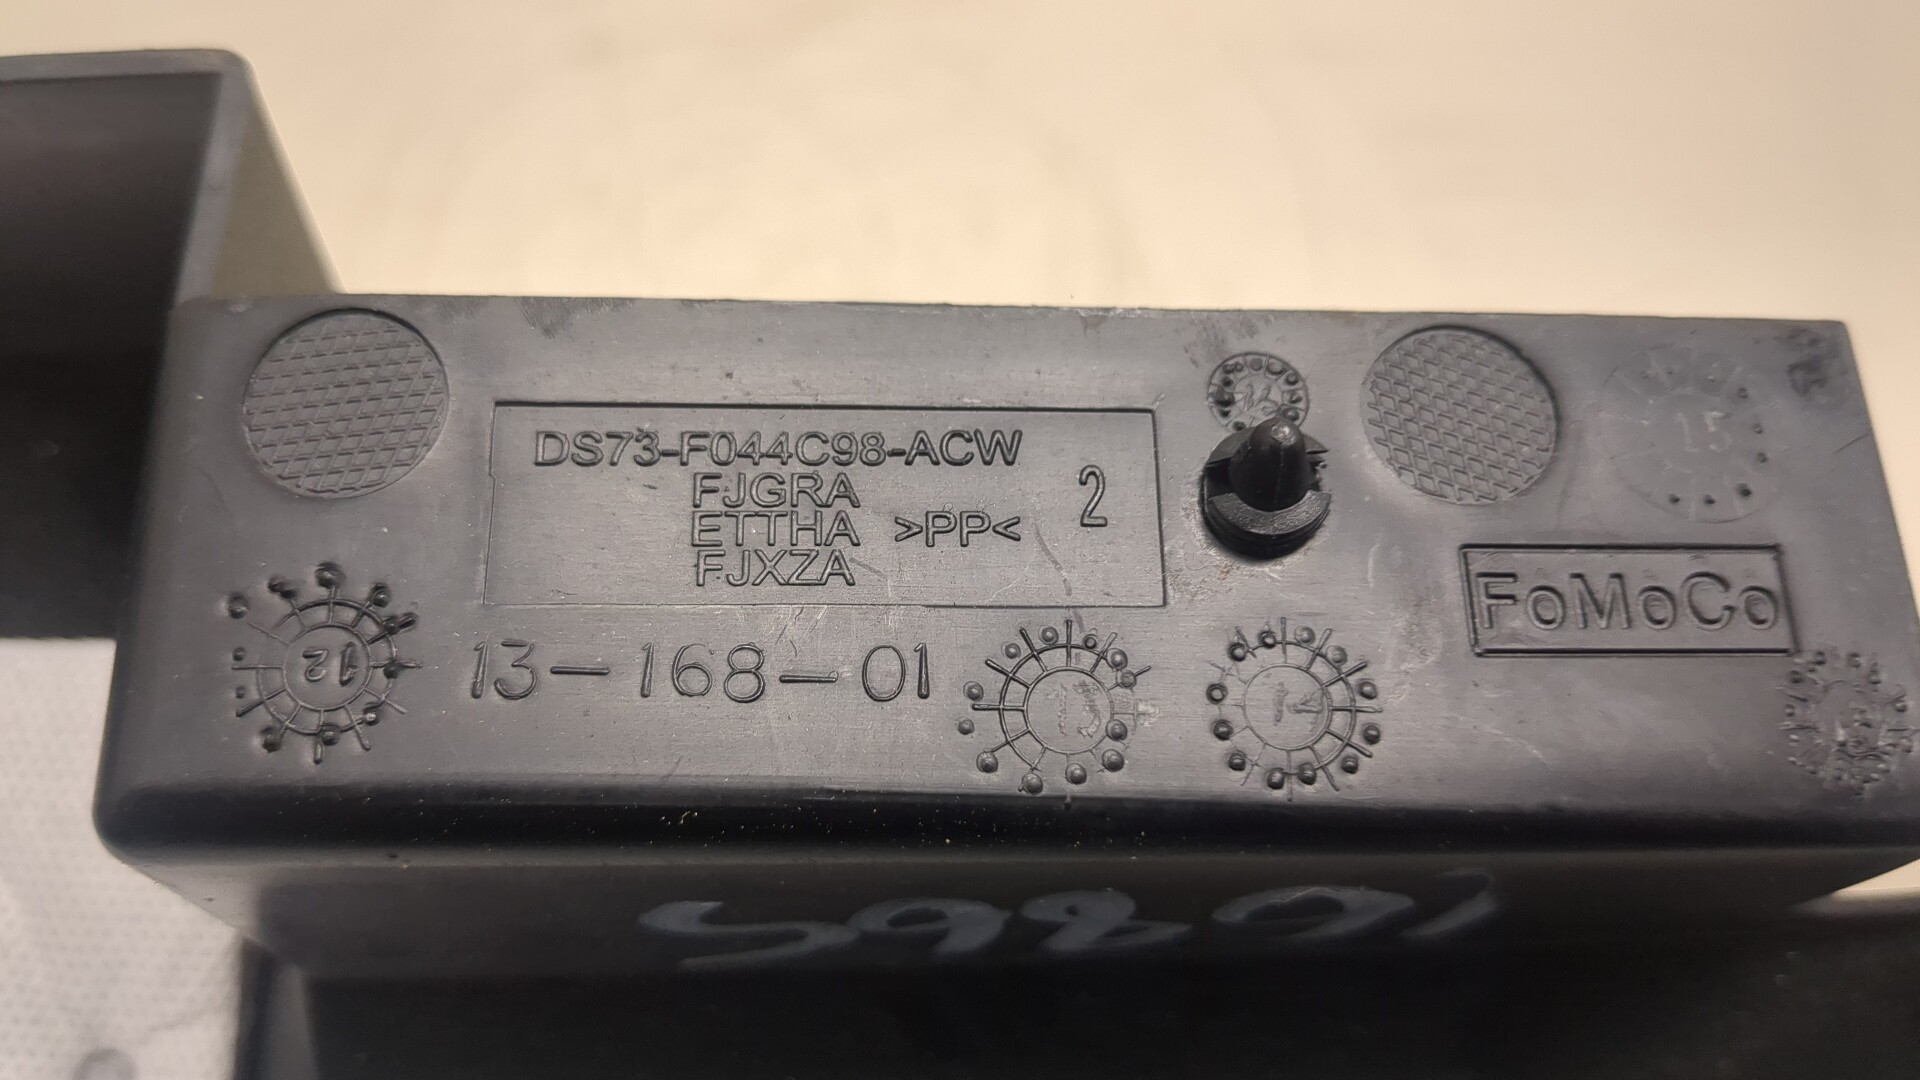 DS73-F044C98-ACW
FJGRA
ETTHA >PP<
FJXZA
2
15
FoMoCo
12
13-168-01